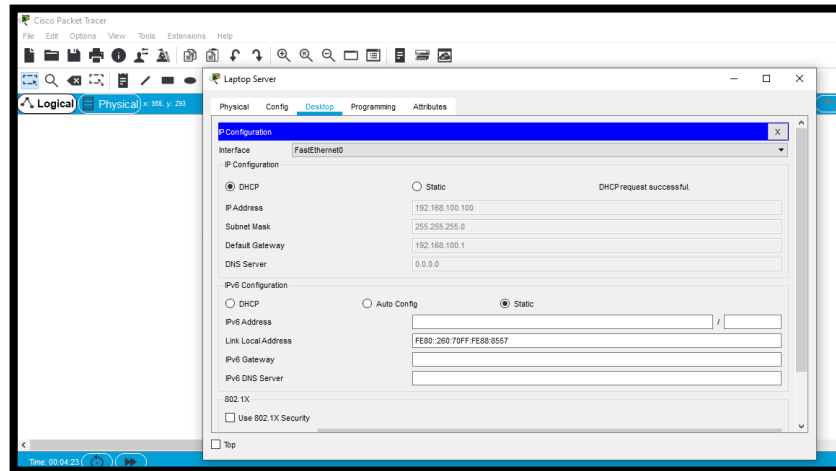 Cisco Packet Tracer
File Edit Options View Tools Extensions Help
Laptop Server
Logical Physical x: 368, y: 293
Physical Config Desktop Programming Attributes
IP Configuration X
Interface FastEthernet0
IP Configuration
DHCP Static DHCP request successful.
IP Address 192.168.100.100
Subnet Mask 255.255.255.0
Default Gateway 192.168.100.1
DNS Server 0.0.0.0
IPv6 Configuration
DHCP Auto Config Static
IPv6 Address /
Link Local Address FE80::260:70FF:FE88:8557
IPv6 Gateway
IPv6 DNS Server
802.1X
Use 802.1X Security
Top
Time: 00:04:23